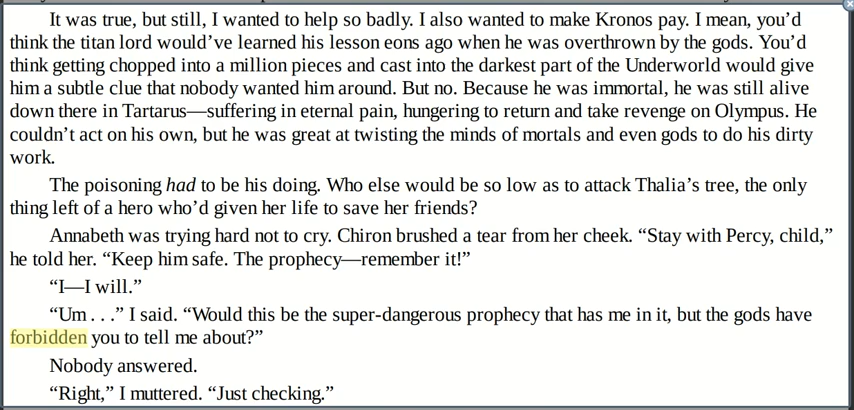 It was true, but still, I wanted to help so badly. I also wanted to make Kronos pay. I mean, you’d
think the titan lord would’ve learned his lesson eons ago when he was overthrown by the gods. You’d
think getting chopped into a million pieces and cast into the darkest part of the Underworld would give
him a subtle clue that nobody wanted him around. But no. Because he was immortal, he was still alive
down there in Tartarus—suffering in eternal pain, hungering to return and take revenge on Olympus. He
couldn’t act on his own, but he was great at twisting the minds of mortals and even gods to do his dirty
work.
The poisoning had to be his doing. Who else would be so low as to attack Thalia’s tree, the only
thing left of a hero who’d given her life to save her friends?
Annabeth was trying hard not to cry. Chiron brushed a tear from her cheek. “Stay with Percy, child,”
he told her. “Keep him safe. The prophecy—remember it!”
“I—I will.”
“Um . . .” I said. “Would this be the super-dangerous prophecy that has me in it, but the gods have
forbidden you to tell me about?”
Nobody answered.
“Right,” I muttered. “Just checking.”